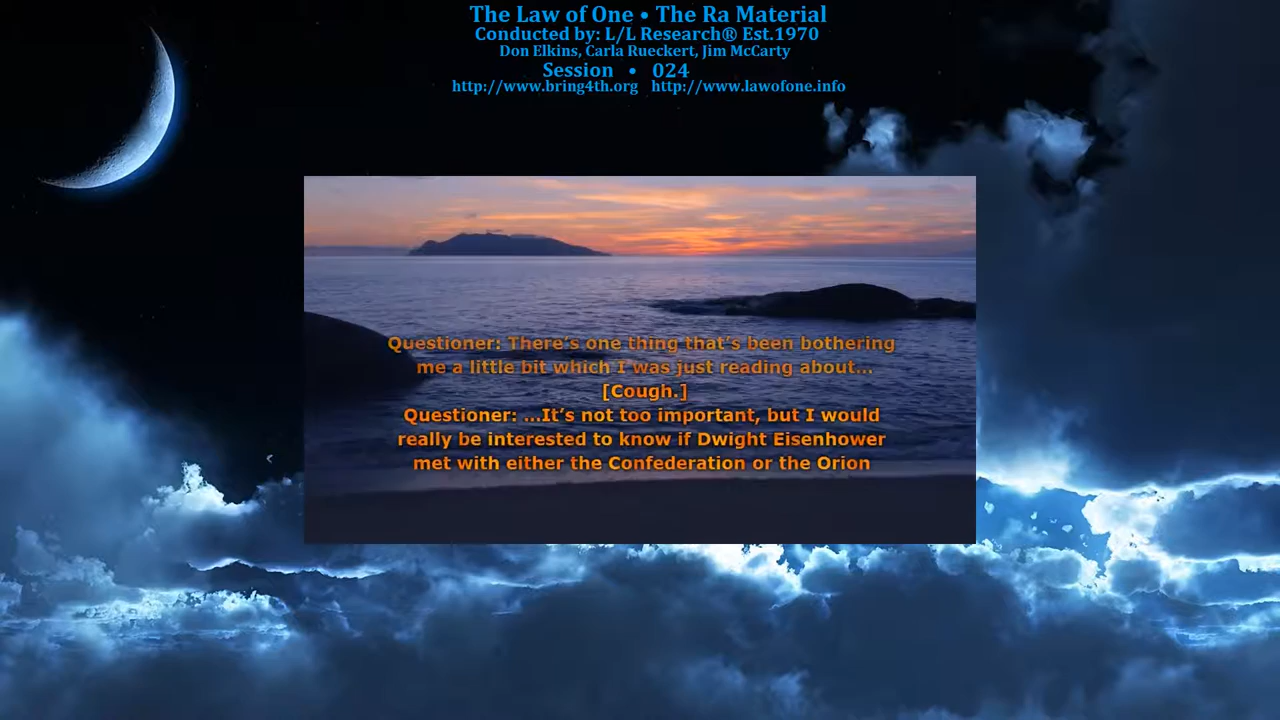 The Law of One • The Ra Material
Conducted by: L/L Research® Est.1970
Don Elkins, Carla Rueckert, Jim McCarty
Session • 024
http://www.bring4th.org http://www.lawofone.info
Questioner: There’s one thing that’s been bothering
me a little bit which I was just reading about...
[Cough.]
Questioner: ...It’s not too important, but I would
really be interested to know if Dwight Eisenhower
met with either the Confederation or the Orion